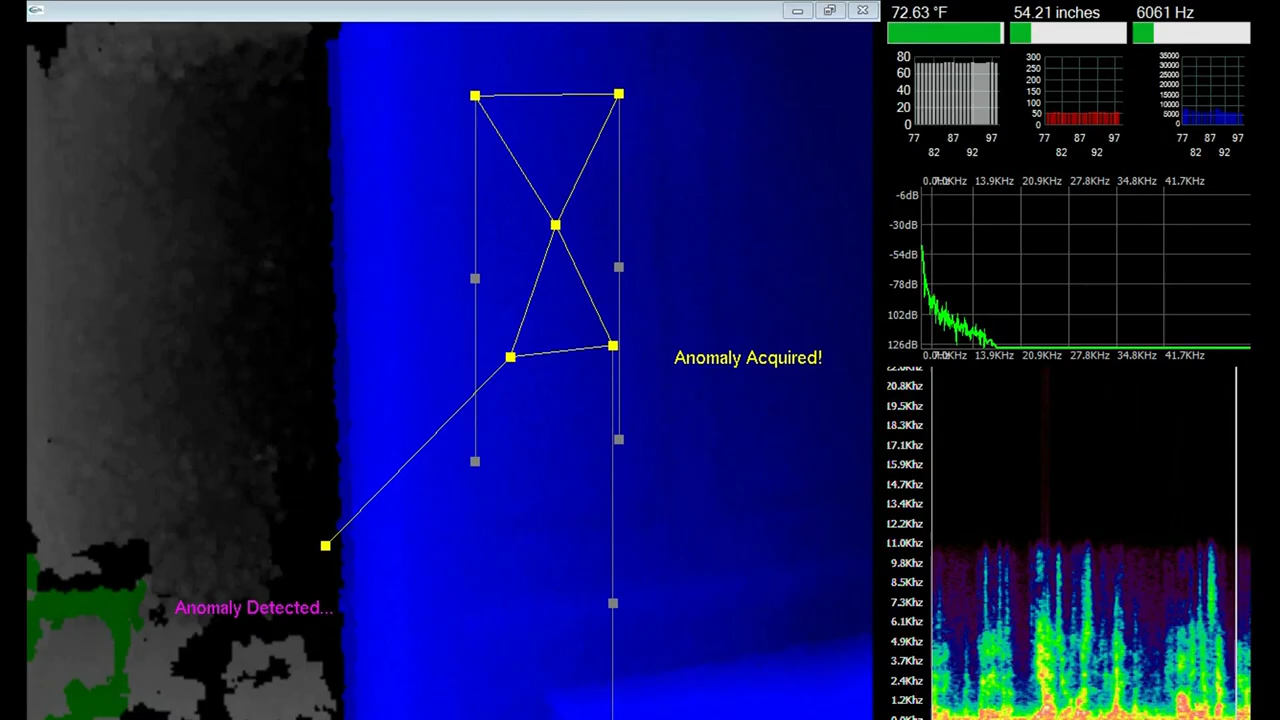 72.63 °F 54.21 inches 6061 Hz
80
60
40
20
0
77 87 97
82 92
300
250
200
150
100
50
0
77 87 97
82 92
35000
30000
25000
20000
15000
10000
5000
0
77 87 97
82 92
13.9KHz 20.9KHz 27.8KHz 34.8KHz 41.7KHz
-6dB
-30dB
-54dB
-78dB
102dB
126dB
13.9KHz 20.9KHz 27.8KHz 34.8KHz 41.7KHz
Anomaly Acquired!
Anomaly Detected...
20.8Khz
19.5Khz
18.3Khz
17.1Khz
15.9Khz
14.7Khz
13.4Khz
12.2Khz
11.0Khz
9.8Khz
8.5Khz
7.3Khz
6.1Khz
4.9Khz
3.7Khz
2.4Khz
1.2Khz